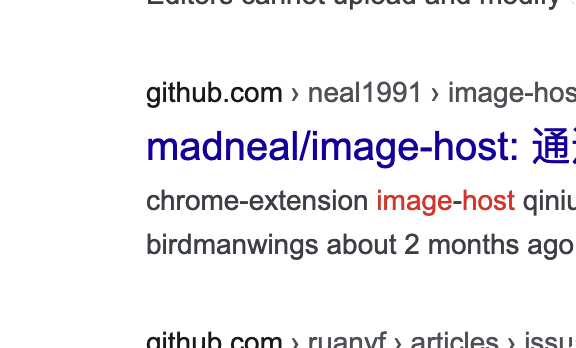 Editors cannot upload and modify
github.com › neal1991 › image-hos
madneal/image-host: 通
chrome-extension image-host qiniu
birdmanwings about 2 months ago
github.com › ruanyf › articles › issu